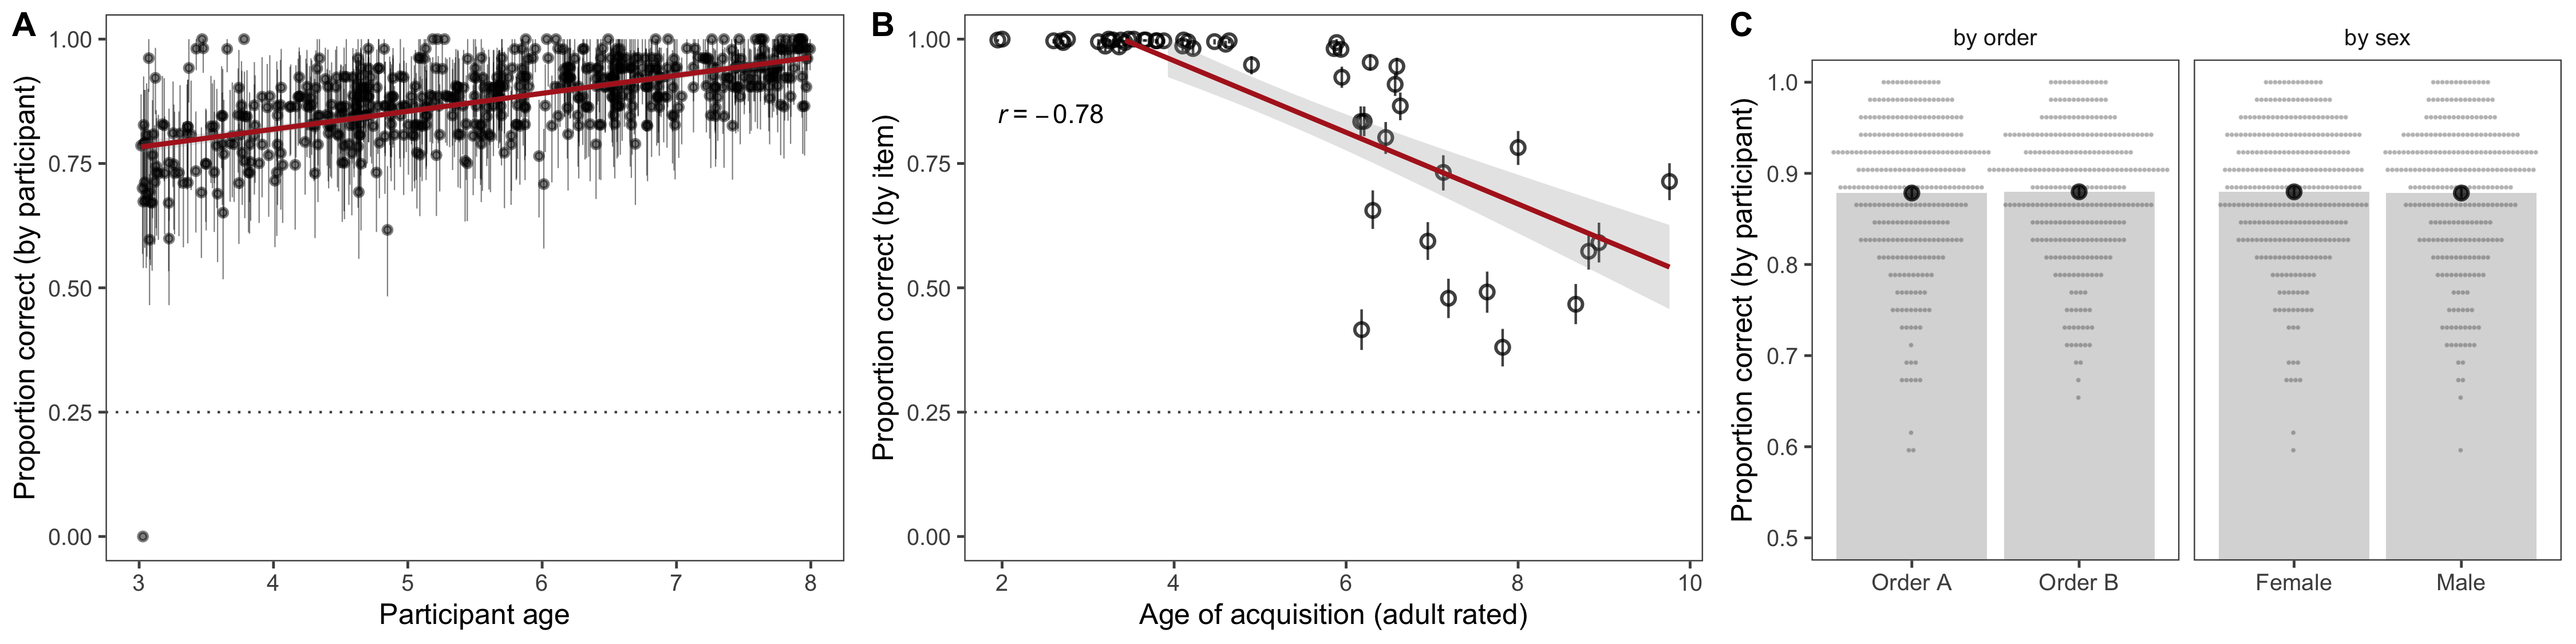 A
Proportion correct (by participant)
1.00
0.75
0.50
0.25
0.00
3 4 5 6 7 8
Participant age
B
Proportion correct (by item)
1.00
0.75
0.50
0.25
0.00
r = −0.78
2 4 6 8 10
Age of acquisition (adult rated)
C
by order by sex
Proportion correct (by participant)
1.0
0.9
0.8
0.7
0.6
0.5
Order A Order B Female Male